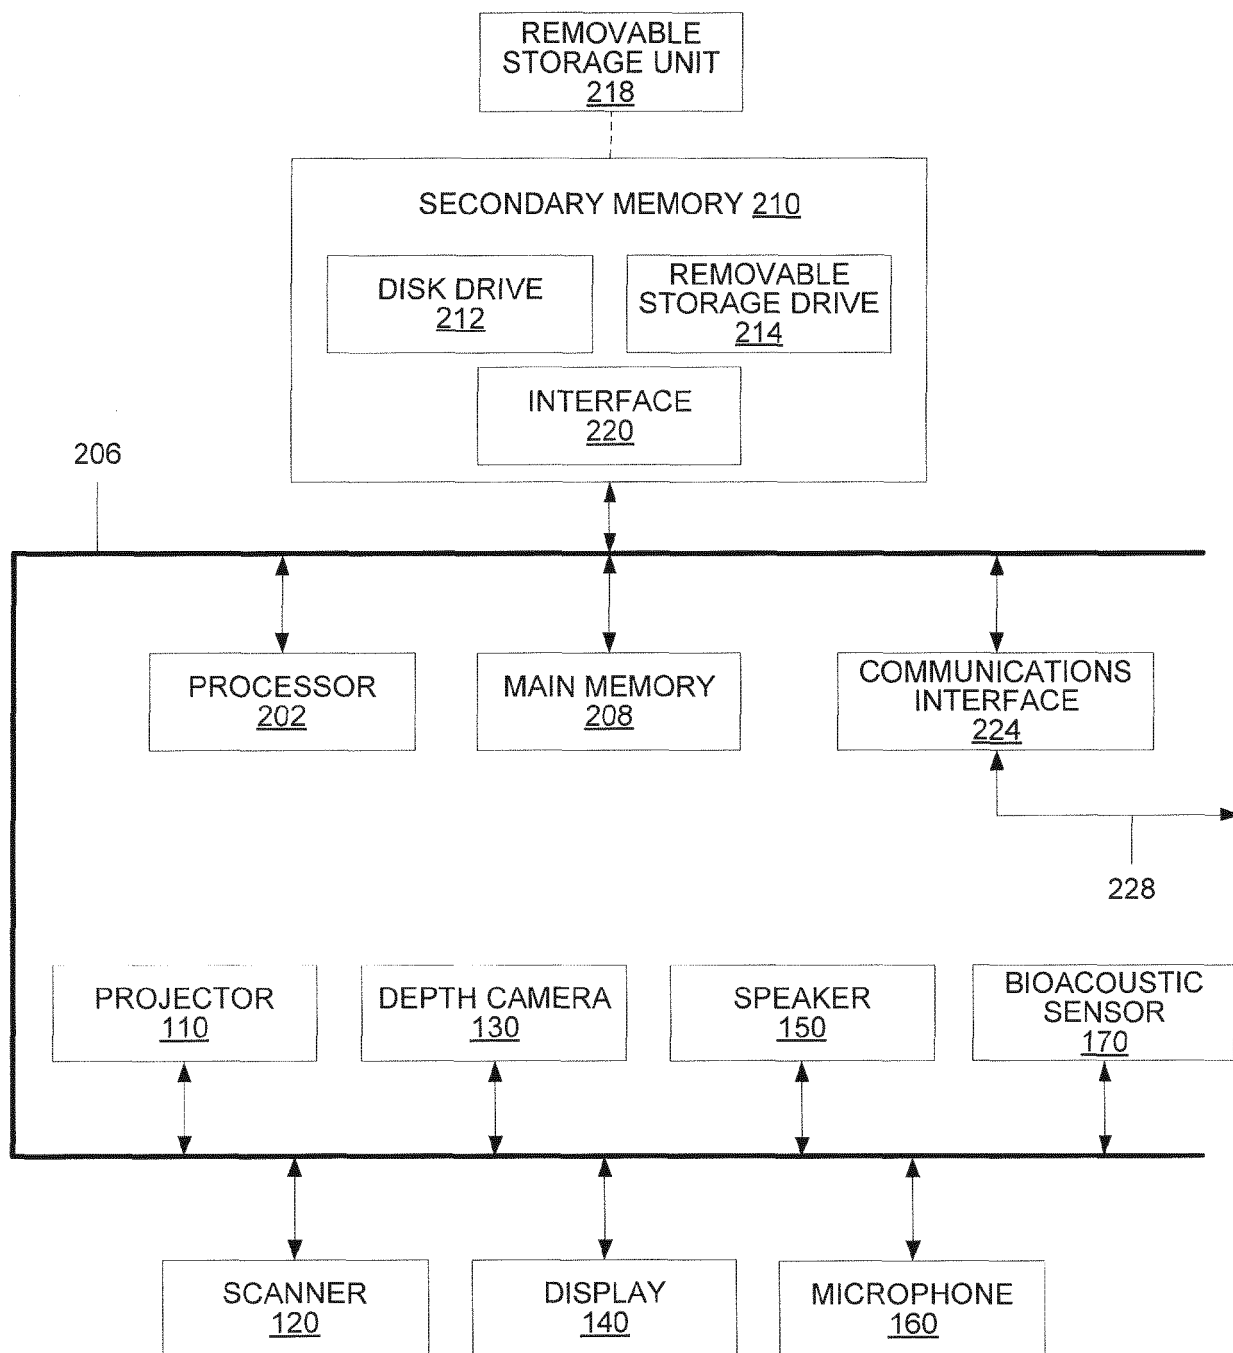 REMOVABLE
STORAGE UNIT
218
SECONDARY MEMORY 210
DISK DRIVE
212
REMOVABLE
STORAGE DRIVE
214
INTERFACE
220
206
PROCESSOR
202
MAIN MEMORY
208
COMMUNICATIONS
INTERFACE
224
228
PROJECTOR
110
DEPTH CAMERA
130
SPEAKER
150
BIOACOUSTIC
SENSOR
170
SCANNER
120
DISPLAY
140
MICROPHONE
160